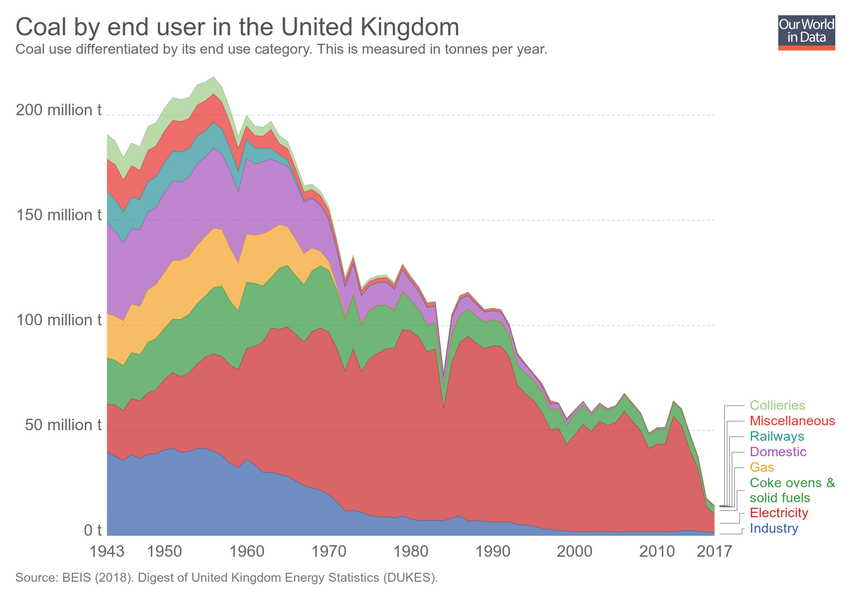 Coal by end user in the United Kingdom
Our World
in Data
Coal use differentiated by its end use category. This is measured in tonnes per year.
200 million t
150 million t
100 million t
50 million t
0 t
Collieries
Miscellaneous
Railways
Domestic
Gas
Coke ovens &
solid fuels
Electricity
Industry
1943 1950 1960 1970 1980 1990 2000 2010 2017
Source: BEIS (2018). Digest of United Kingdom Energy Statistics (DUKES).